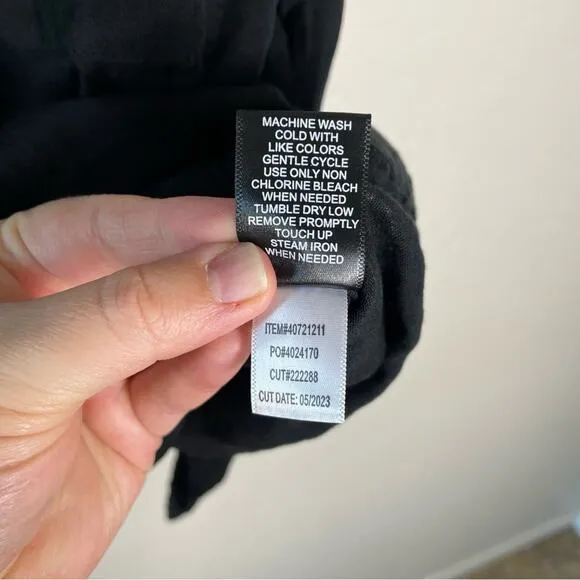 MACHINE WASH
COLD WITH
LIKE COLORS
GENTLE CYCLE
USE ONLY NON
CHLORINE BLEACH
WHEN NEEDED
TUMBLE DRY LOW
REMOVE PROMPTLY
TOUCH UP
STEAM IRON
WHEN NEEDED
ITEM#40721211
PO#4024170
CUT#222288
CUT DATE: 05/2023